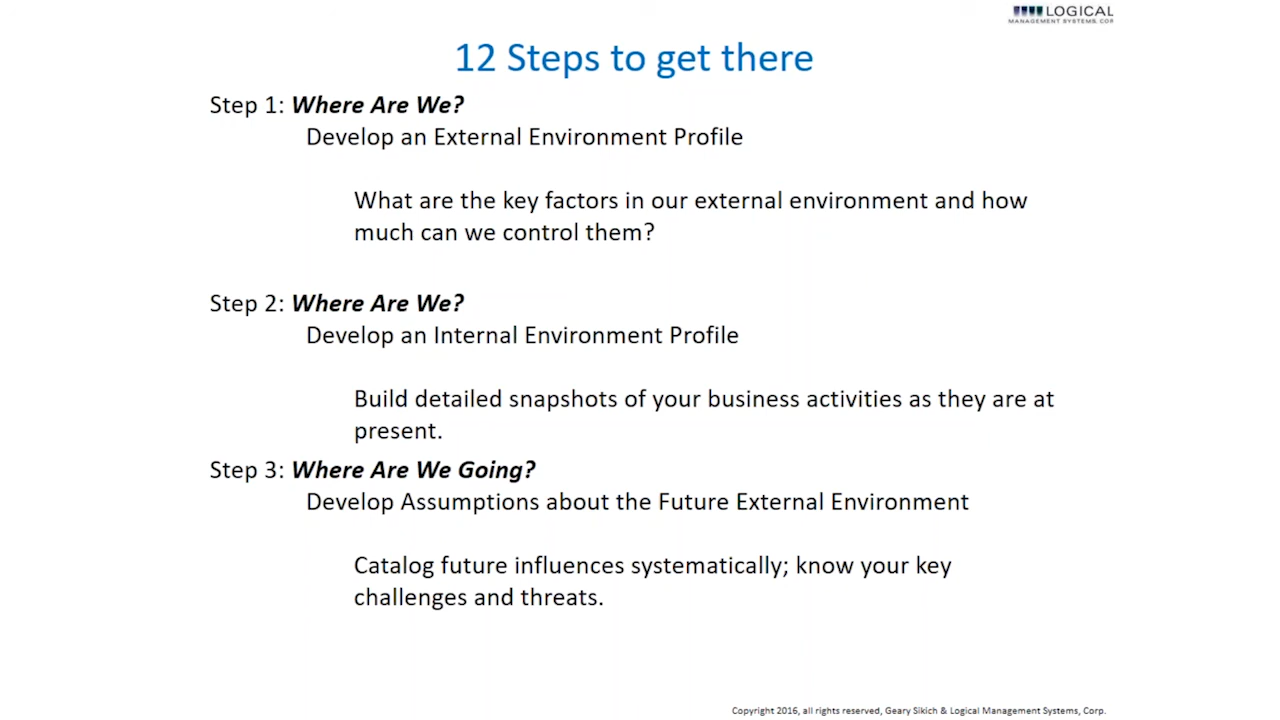 LOGICAL
MANAGEMENT SYSTEMS, COR
12 Steps to get there
Step 1: Where Are We?
Develop an External Environment Profile
What are the key factors in our external environment and how
much can we control them?
Step 2: Where Are We?
Develop an Internal Environment Profile
Build detailed snapshots of your business activities as they are at
present.
Step 3: Where Are We Going?
Develop Assumptions about the Future External Environment
Catalog future influences systematically; know your key
challenges and threats.
Copyright 2016, all rights reserved, Geary Sikich & Logical Management Systems, Corp.